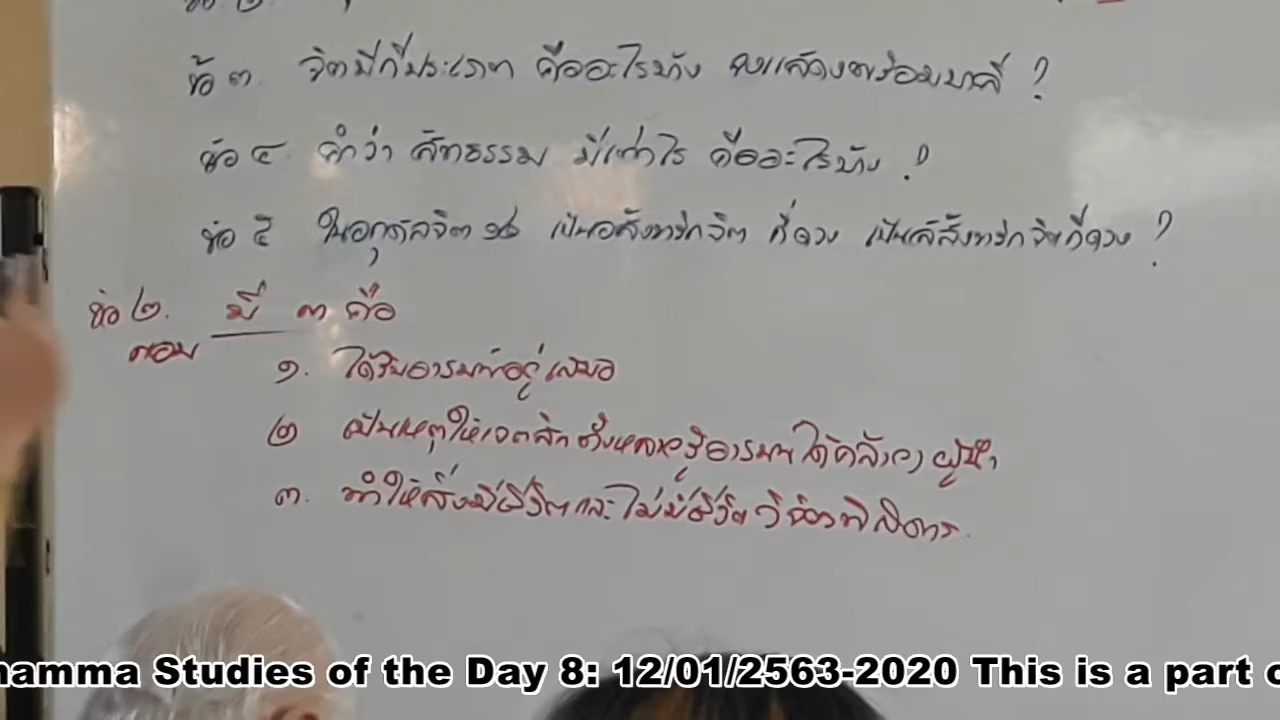 ข้อ ๓. จิตมีกี่ประเภท คืออะไรบ้าง จงแสดงพร้อมบาลี ?
ข้อ ๔. คำว่า สัทธรรม มีเท่าไร คืออะไรบ้าง ?
ข้อ ๕ ในอกุศลจิต ๑๒ เป็นอสังขาริกจิต กี่ดวง เป็นสสังขาริกจิตกี่ดวง ?
ข้อ ๒. มี ๓ คือ
ตอบ
๑. ได้รับอารมณ์อยู่เสมอ
๒ เป็นเหตุให้เจตสิกทั้งหลายรู้อารมณ์ ได้คล้าย ผู้นำ
๓. ทำให้สิ่งมีชีวิตและไม่มีชีวิตวิจิตรพิสดาร.
hamma Studies of the Day 8: 12/01/2563-2020 This is a part o